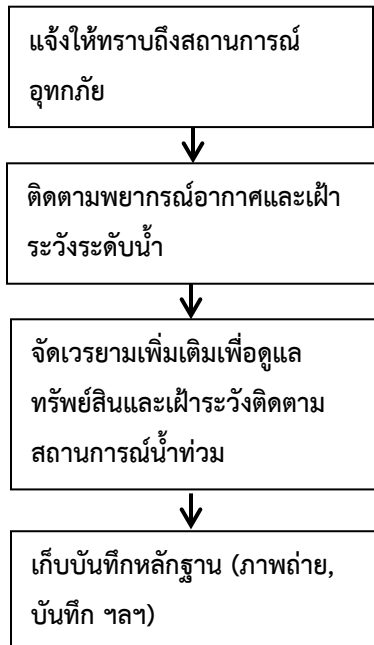 แจ้งให้ทราบถึงสถานการณ์
อุทกภัย
ติดตามพยากรณ์อากาศและเฝ้า
ระวังระดับน้ำ
จัดเวรยามเพิ่มเติมเพื่อดูแล
ทรัพย์สินและเฝ้าระวังติดตาม
สถานการณ์น้ำท่วม
เก็บบันทึกหลักฐาน (ภาพถ่าย,
บันทึก ฯลฯ)